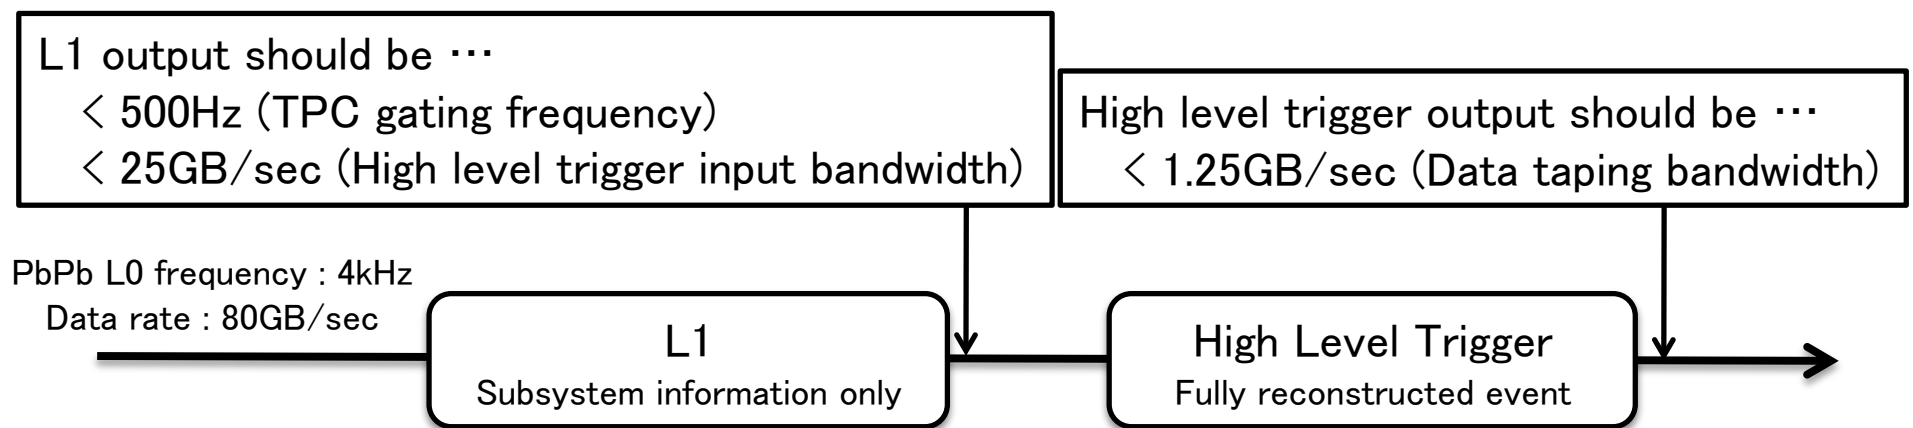 L1 output should be …
< 500Hz (TPC gating frequency)
< 25GB/sec (High level trigger input bandwidth)
High level trigger output should be …
< 1.25GB/sec (Data taping bandwidth)
PbPb L0 frequency : 4kHz
Data rate : 80GB/sec
L1
Subsystem information only
High Level Trigger
Fully reconstructed event